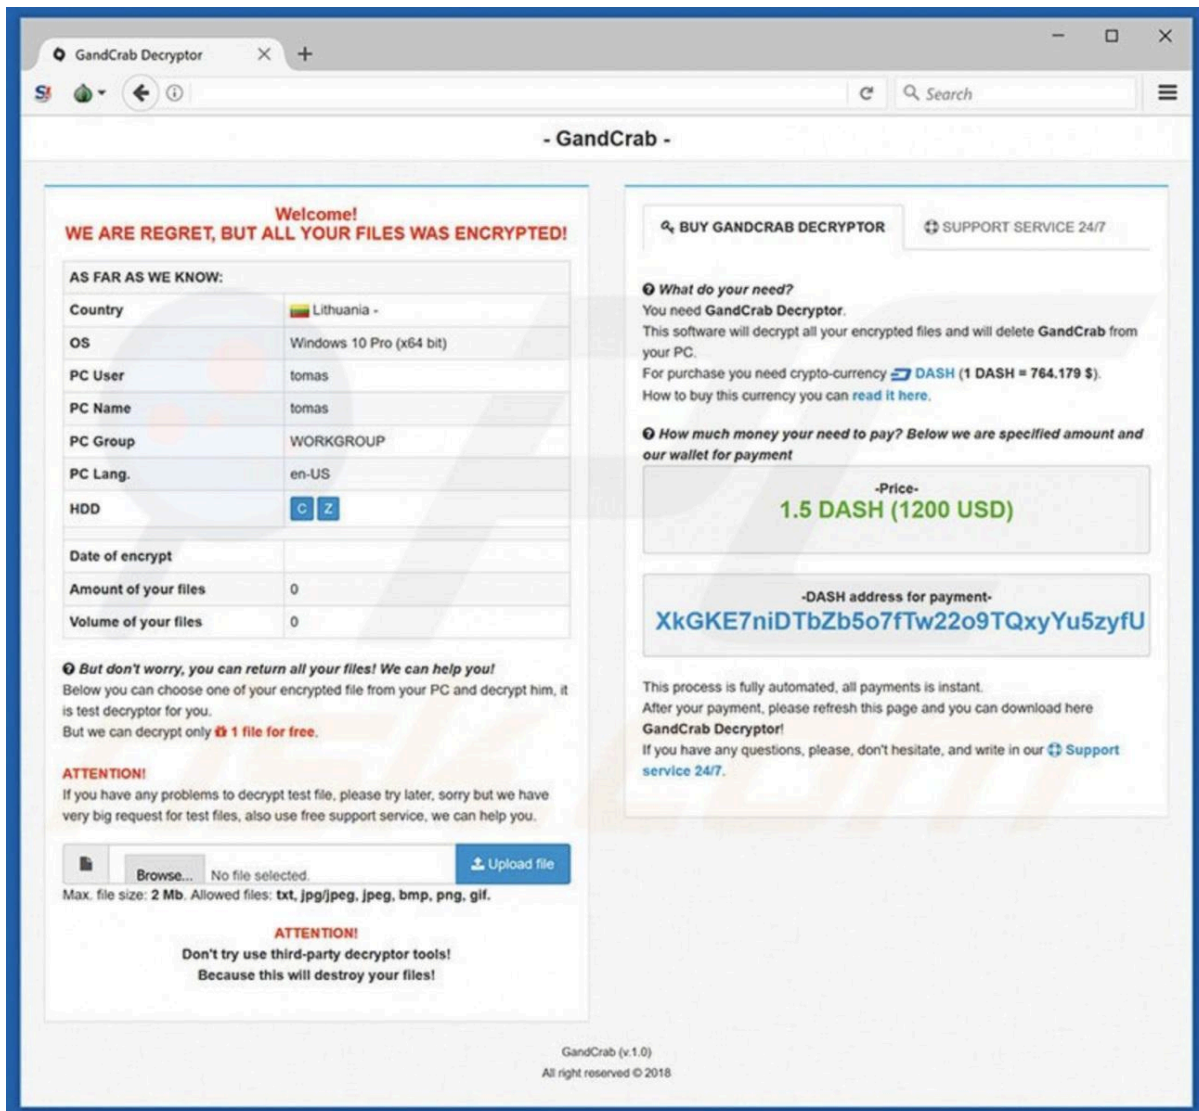 GandCrab Decryptor
S!
Search
- GandCrab -
Welcome!
WE ARE REGRET, BUT ALL YOUR FILES WAS ENCRYPTED!
AS FAR AS WE KNOW:
Country Lithuania -
OS Windows 10 Pro (x64 bit)
PC User tomas
PC Name tomas
PC Group WORKGROUP
PC Lang. en-US
HDD C Z
Date of encrypt
Amount of your files 0
Volume of your files 0
But don't worry, you can return all your files! We can help you!
Below you can choose one of your encrypted file from your PC and decrypt him, it
is test decryptor for you.
But we can decrypt only 1 file for free.
ATTENTION!
If you have any problems to decrypt test file, please try later, sorry but we have
very big request for test files, also use free support service, we can help you.
Browse... No file selected. Upload file
Max. file size: 2 Mb. Allowed files: txt, jpg/jpeg, jpeg, bmp, png, gif.
ATTENTION!
Don't try use third-party decryptor tools!
Because this will destroy your files!
BUY GANDCRAB DECRYPTOR SUPPORT SERVICE 24/7
What do your need?
You need GandCrab Decryptor.
This software will decrypt all your encrypted files and will delete GandCrab from
your PC.
For purchase you need crypto-currency DASH (1 DASH = 764.179 $).
How to buy this currency you can read it here.
How much money your need to pay? Below we are specified amount and
our wallet for payment
-Price-
1.5 DASH (1200 USD)
-DASH address for payment-
XkGKE7niDTbZb5o7fTw22o9TQxyYu5zyfU
This process is fully automated, all payments is instant.
After your payment, please refresh this page and you can download here
GandCrab Decryptor!
If you have any questions, please, don't hesitate, and write in our Support
service 24/7.
GandCrab (v.1.0)
All right reserved © 2018